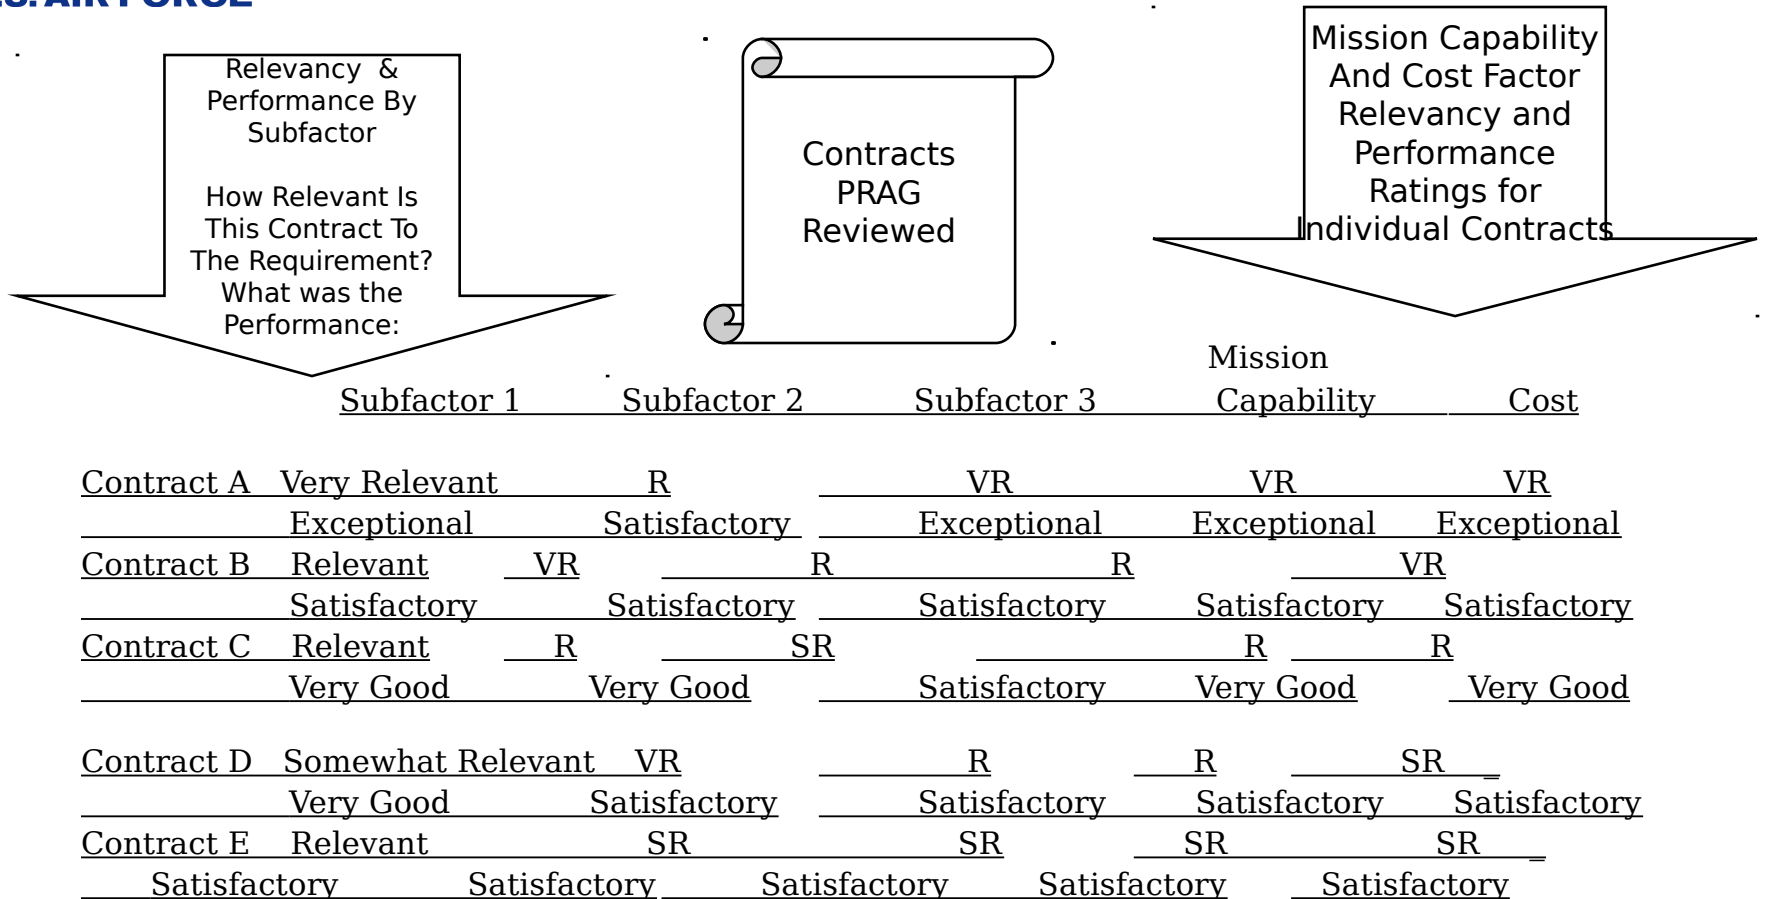 Relevancy &
Performance By
Subfactor
How Relevant Is
This Contract To
The Requirement?
What was the
Performance:
Contracts
PRAG
Reviewed
Mission Capability
And Cost Factor
Relevancy and
Performance
Ratings for
Individual Contracts
Mission
Subfactor 1 Subfactor 2 Subfactor 3 Capability Cost
Contract A Very Relevant R VR VR VR
Exceptional Satisfactory Exceptional Exceptional Exceptional
Contract B Relevant VR R R VR
Satisfactory Satisfactory Satisfactory Satisfactory Satisfactory
Contract C Relevant R SR R R
Very Good Very Good Satisfactory Very Good Very Good
Contract D Somewhat Relevant VR R R SR
Very Good Satisfactory Satisfactory Satisfactory Satisfactory
Contract E Relevant SR SR SR SR
Satisfactory Satisfactory Satisfactory Satisfactory Satisfactory